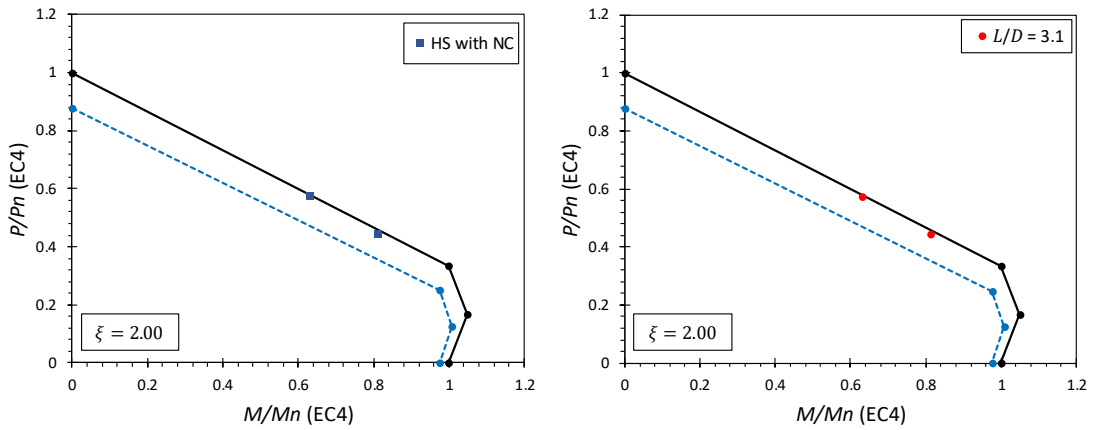 1.2
1
0.8
0.6
0.4
0.2
0
P/Pn (EC4)
HS with NC
ξ = 2.00
0 0.2 0.4 0.6 0.8 1 1.2
M/Mn (EC4)
1.2
1
0.8
0.6
0.4
0.2
0
P/Pn (EC4)
L/D = 3.1
ξ = 2.00
0 0.2 0.4 0.6 0.8 1 1.2
M/Mn (EC4)